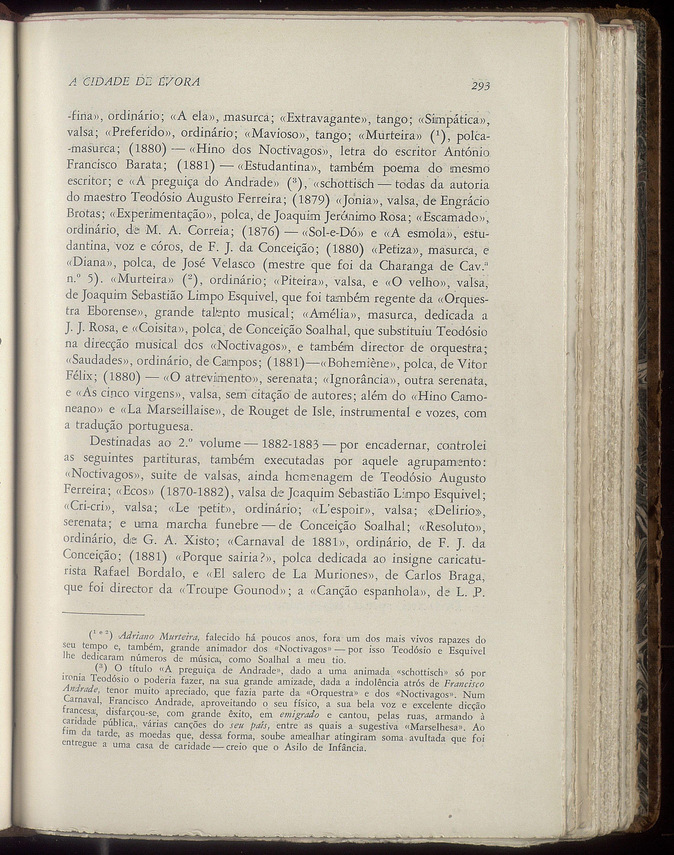 A CIDADE DE ÉVORA
293
-fina», ordinário; «A ela», masurca; «Extravagante», tango; «Simpática»,
valsa; «Preferido», ordinário; «Mavioso», tango; «Murteira» (¹), polca-
-masurca; (1880) — «Hino dos Noctivagos», letra do escritor António
Francisco Barata; (1881) — «Estudantina», também poema do mesmo
escritor; e «A preguiça do Andrade» (³), «schottisch — todas da autoria
do maestro Teodósio Augusto Ferreira; (1879) «Jónia», valsa, de Engrácio
Brotas; «Experimentação», polca, de Joaquim Jerónimo Rosa; «Escamado»,
ordinário, de M. A. Correia; (1876) — «Sol-e-Dó» e «A esmola», estu-
dantina, voz e córos, de F. J. da Conceição; (1880) «Petiza», masurca, e
«Diana», polca, de José Velasco (mestre que foi da Charanga de Cav.ª
n.º 5). «Murteira» (²), ordinário; «Piteira», valsa, e «O velho», valsa,
de Joaquim Sebastião Limpo Esquivel, que foi também regente da «Orques-
tra Eborense», grande talento musical; «Amélia», masurca, dedicada a
J. J. Rosa, e «Coisita», polca, de Conceição Soalhal, que substituiu Teodósio
na direcção musical dos «Noctivagos», e também director de orquestra;
«Saudades», ordinário, de Campos; (1881)—«Bohemiène», polca, de Vitor
Félix; (1880) — «O atrevimento», serenata; «Ignorância», outra serenata,
e «As cinco virgens», valsa, sem citação de autores; além do «Hino Camo-
neano» e «La Marseillaise», de Rouget de Isle, instrumental e vozes, com
a tradução portuguesa.
Destinadas ao 2.º volume — 1882-1883 — por encadernar, controlei
as seguintes partituras, também executadas por aquele agrupamento:
«Noctivagos», suite de valsas, ainda homenagem de Teodósio Augusto
Ferreira; «Ecos» (1870-1882), valsa de Joaquim Sebastião Limpo Esquivel;
«Cri-cri», valsa; «Le petit», ordinário; «L'espoir», valsa; «Delírio»,
serenata; e uma marcha funebre — de Conceição Soalhal; «Resoluto»,
ordinário, de G. A. Xisto; «Carnaval de 1881», ordinário, de F. J. da
Conceição; (1881) «Porque sairia?», polca dedicada ao insigne caricatu-
rista Rafael Bordalo, e «El salero de La Muriones», de Carlos Braga,
que foi director da «Troupe Gounod»; a «Canção espanhola», de L. P.
(¹ e ²) Adriano Murteira, falecido há poucos anos, fora um dos mais vivos rapazes do
seu tempo e, também, grande animador dos «Noctivagos» — por isso Teodósio e Esquivel
lhe dedicaram números de música, como Soalhal a meu tio.
(³) O título «A preguiça de Andrade», dado a uma animada «schottisch» só por
ironia Teodósio o poderia fazer, na sua grande amizade, dada a indolência atrós de Francisco
Andrade, tenor muito apreciado, que fazia parte da «Orquestra» e dos «Noctivagos». Num
Carnaval, Francisco Andrade, aproveitando o seu físico, a sua bela voz e excelente dicção
francesa, disfarçou-se, com grande êxito, em emigrado e cantou, pelas ruas, armando à
caridade pública, várias canções do seu país, entre as quais a sugestiva «Marselhesa». Ao
fim da tarde, as moedas que, dessa forma, soube amealhar atingiram soma avultada que foi
entregue a uma casa de caridade — creio que o Asilo de Infância.